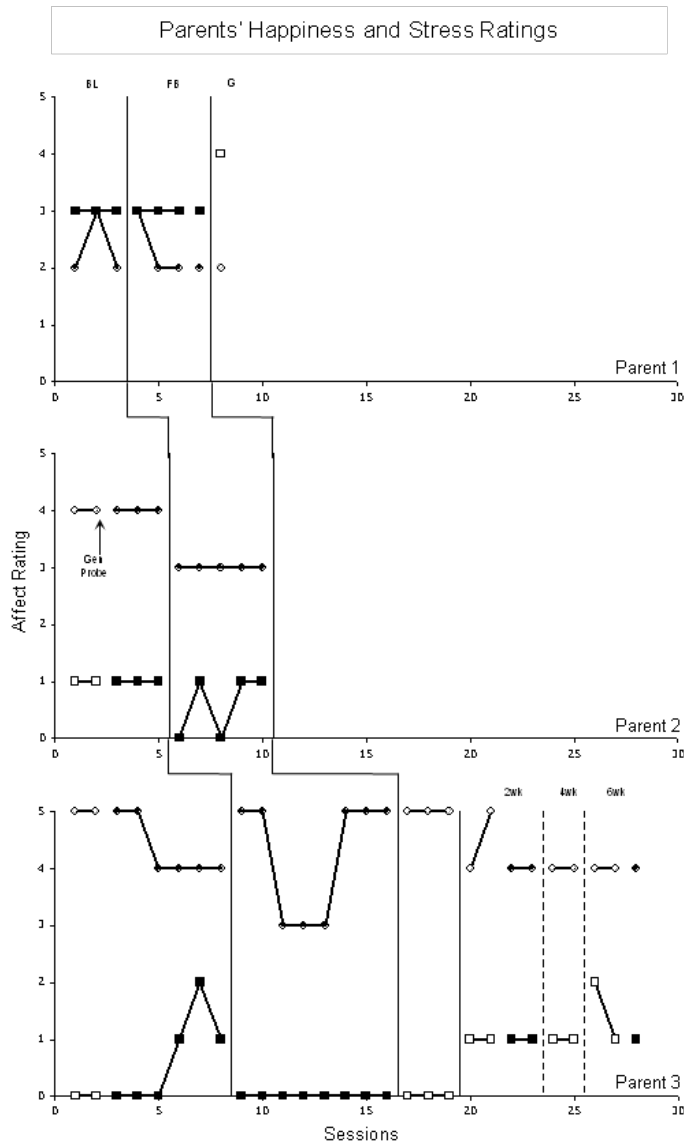 Parents' Happiness and Stress Ratings
BL FB G
5
4
3
2
1
0
Parent 1
0 5 10 15 20 25 30
5
4
3
2
1
0
Gen
Probe
Affect Rating
Parent 2
0 5 10 15 20 25 30
2wk 4wk 6wk
5
4
3
2
1
0
Parent 3
0 5 10 15 20 25 30
Sessions